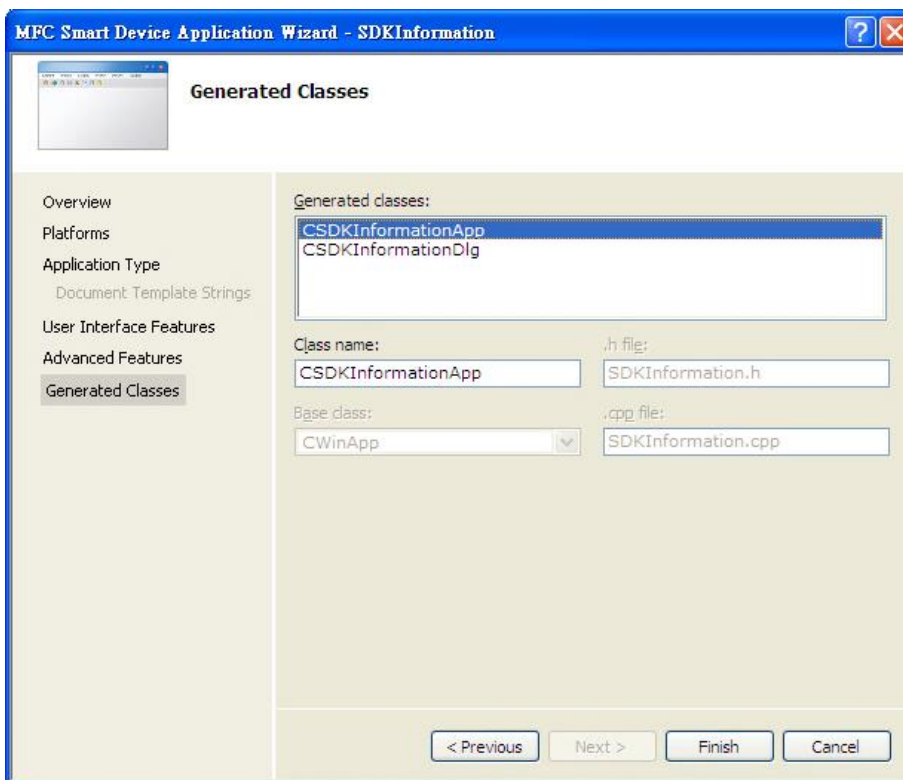 MFC Smart Device Application Wizard - SDKInformation
Generated Classes
Overview
Platforms
Application Type
Document Template Strings
User Interface Features
Advanced Features
Generated Classes
Generated classes:
CSDKInformationApp
CSDKInformationDlg
Class name:
.h file:
CSDKInformationApp
SDKInformation.h
Base class:
.cpp file:
CWinApp
SDKInformation.cpp
< Previous
Next >
Finish
Cancel